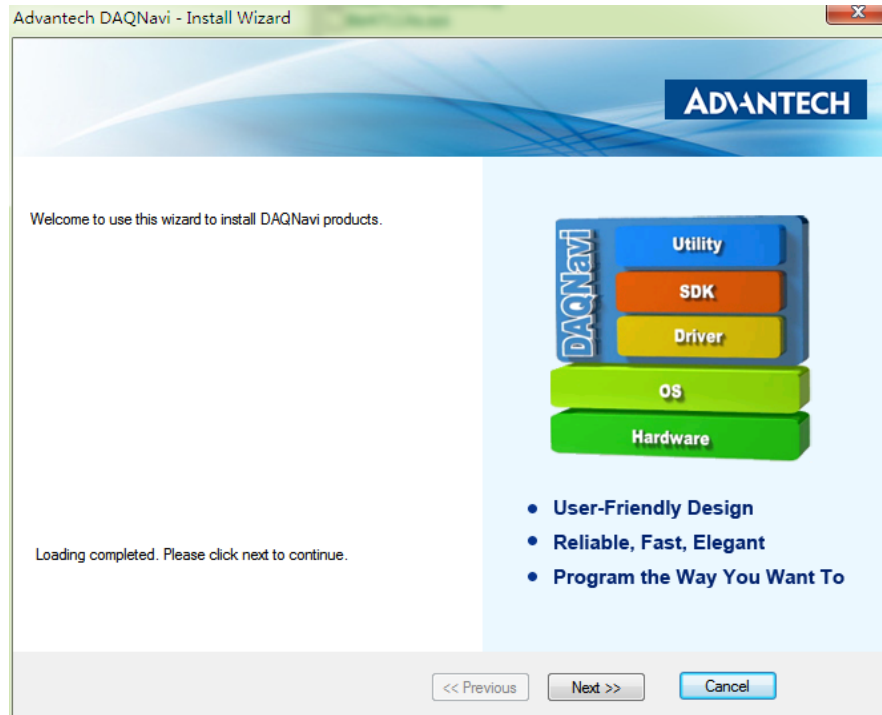 Advantech DAQNavi - Install Wizard
ADVANTECH
Welcome to use this wizard to install DAQNavi products.
Loading completed. Please click next to continue.
DAQNavi
Utility
SDK
Driver
OS
Hardware
User-Friendly Design
Reliable, Fast, Elegant
Program the Way You Want To
<< Previous
Next >>
Cancel